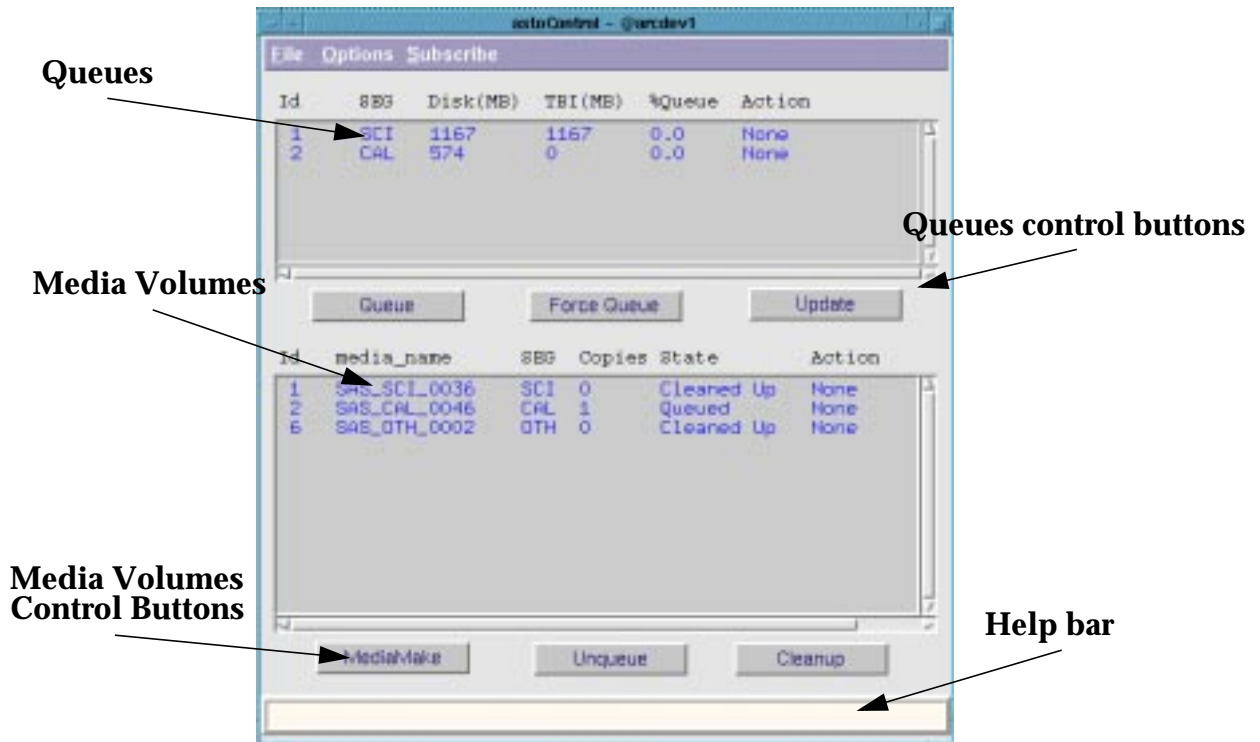 astoControl - @arcdev1
File Options Subscribe
Queues
Id SEG Disk(MB) TBI(MB) %Queue Action
1 SCI 1167 1167 0.0 None
2 CAL 574 0 0.0 None
Queues control buttons
Media Volumes
Queue Force Queue Update
Id media_name SEG Copies State Action
1 SAS_SCI_0036 SCI 0 Cleaned Up None
2 SAS_CAL_0046 CAL 1 Queued None
6 SAS_OTH_0002 OTH 0 Cleaned Up None
Media Volumes
Control Buttons
Help bar
MediaMake Unqueue Cleanup